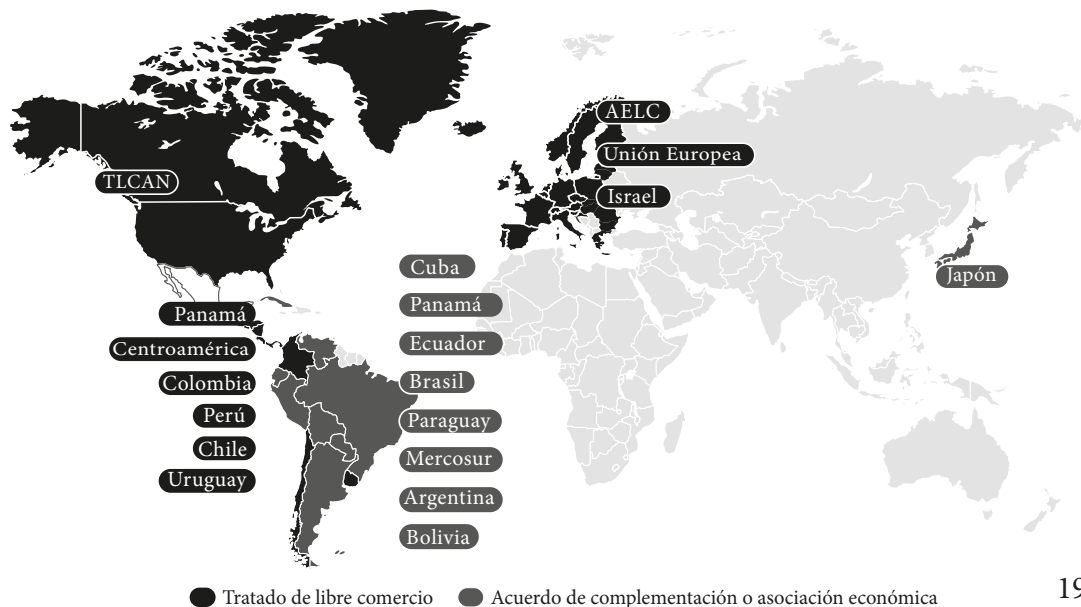 AELC
Unión Europea
TLCAN
Israel
Cuba
Japón
Panamá
Panamá
Centroamérica
Ecuador
Colombia
Brasil
Perú
Paraguay
Chile
Mercosur
Uruguay
Argentina
Bolivia
Tratado de libre comercio
Acuerdo de complementación o asociación económica
19